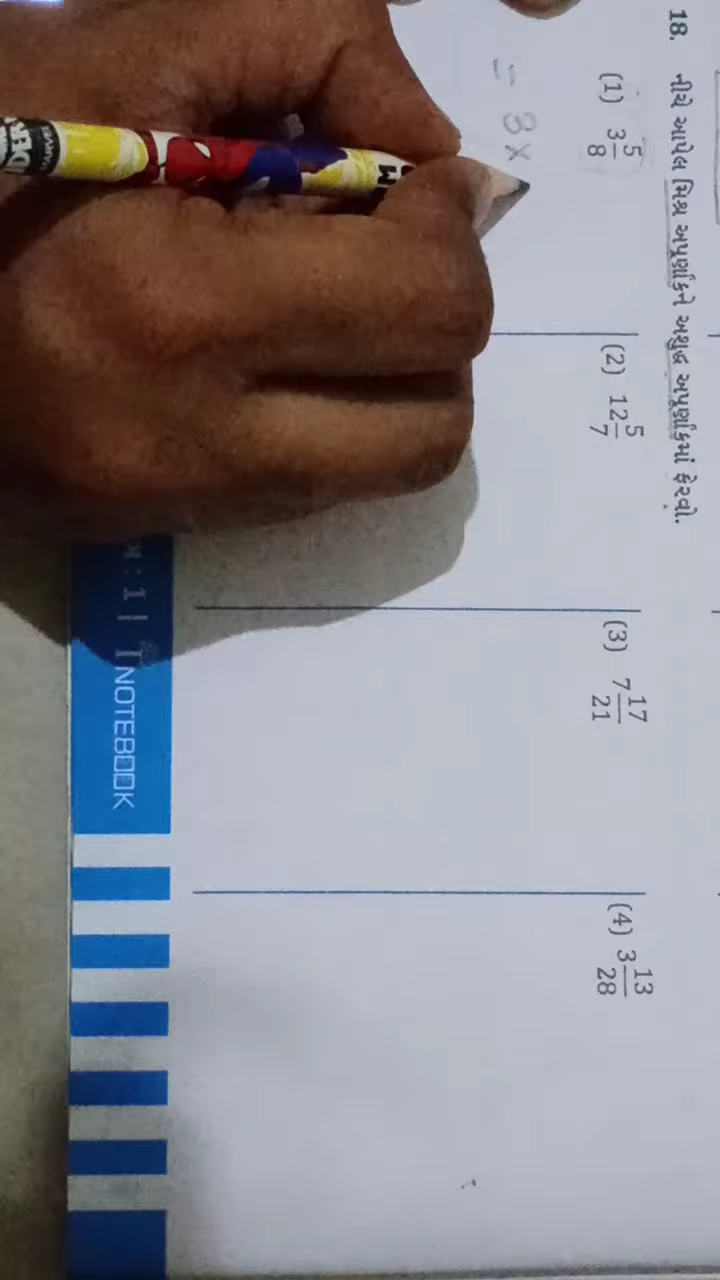 18. નીચે આપેલ મિશ્ર અપૂર્ણાંકને અશુદ્ધ અપૂર્ણાંકમાં ફેરવો.
(1) 3 5/8 (2) 12 5/7 (3) 7 17/21 (4) 3 13/28
= 3 ×
: 1 | NOTEBOOK